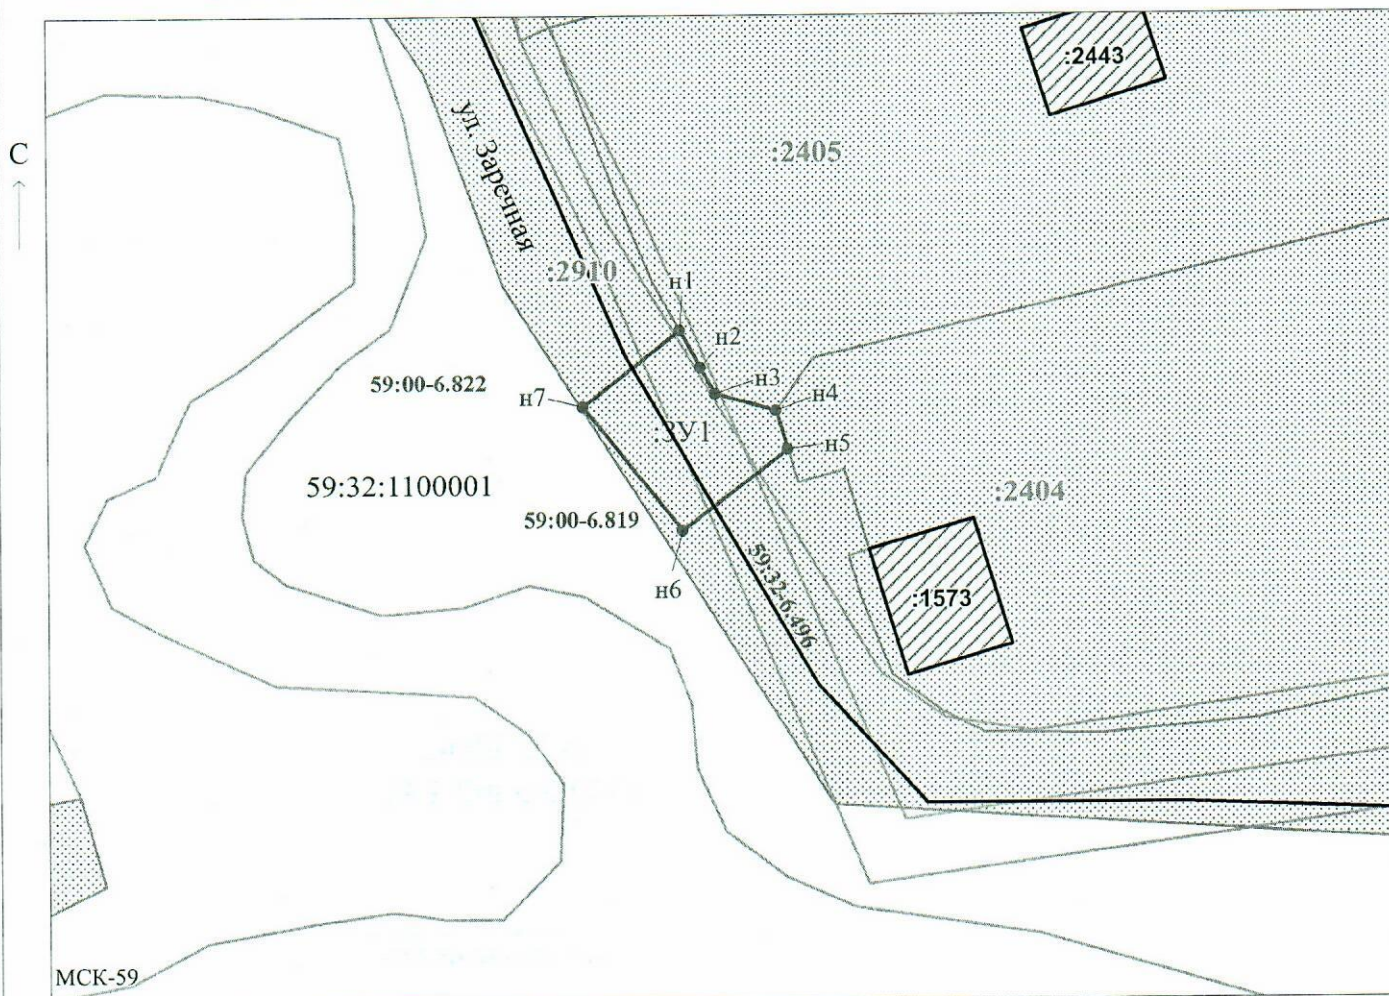 :2443
С
ул. Заречная
:2405
:2910
н1
н2
н3
59:00-6.822
н7
н4
:ЗУ1
н5
59:32:1100001
:2404
59:00-6.819
59:32-6.496
н6
:1573
МСК-59